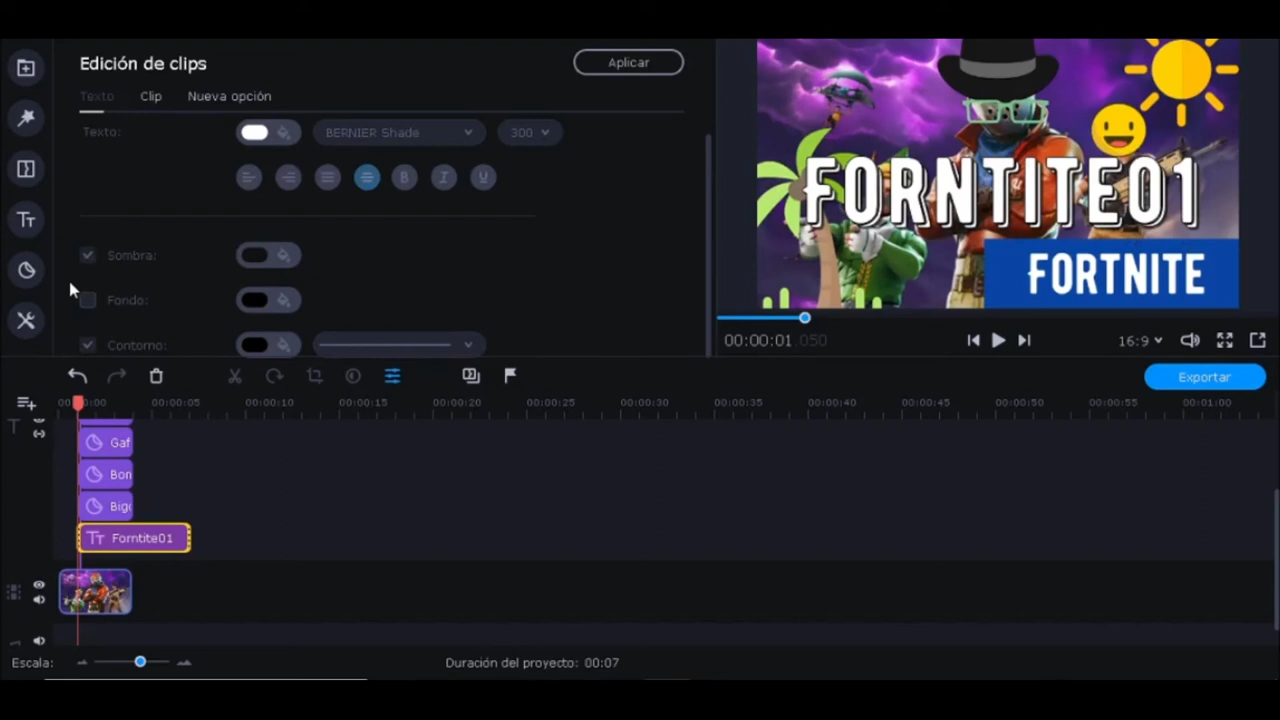 Edición de clips
Aplicar
Texto
Clip
Nueva opción
Texto:
BERNIER Shade
300
B
I
U
Sombra:
Fondo:
Contorno:
FORNTITE01
FORTNITE
00:00:01 050
16:9
Exportar
00:00:05
00:00:10
00:00:15
00:00:20
00:00:25
00:00:30
00:00:35
00:00:40
00:00:45
00:00:50
00:00:55
00:01:00
Gaf
Bon
Big
Tt Forntite01
Escala:
Duración del proyecto: 00:07